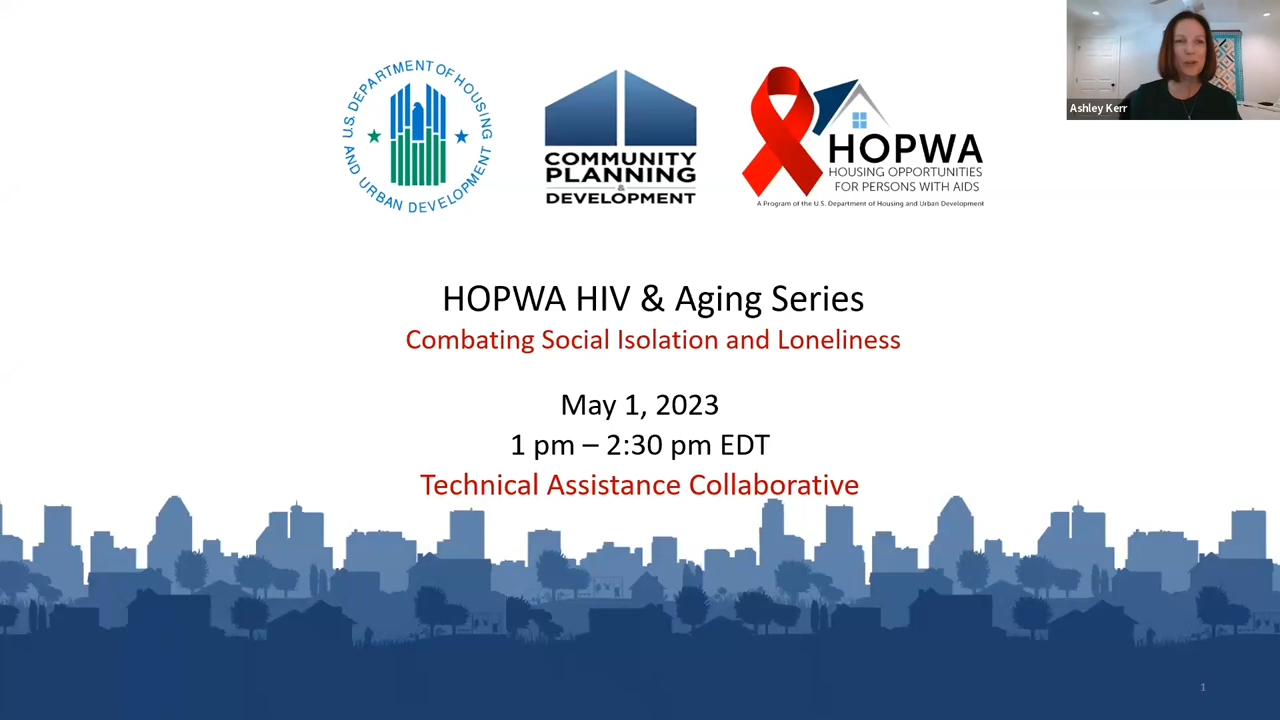 U.S. DEPARTMENT OF HOUSING
AND URBAN DEVELOPMENT
COMMUNITY
PLANNING
&
DEVELOPMENT
HOPWA
HOUSING OPPORTUNITIES
FOR PERSONS WITH AIDS
A Program of the U.S. Department of Housing and Urban Development
Ashley Kerr
HOPWA HIV & Aging Series
Combating Social Isolation and Loneliness
May 1, 2023
1 pm – 2:30 pm EDT
Technical Assistance Collaborative
1